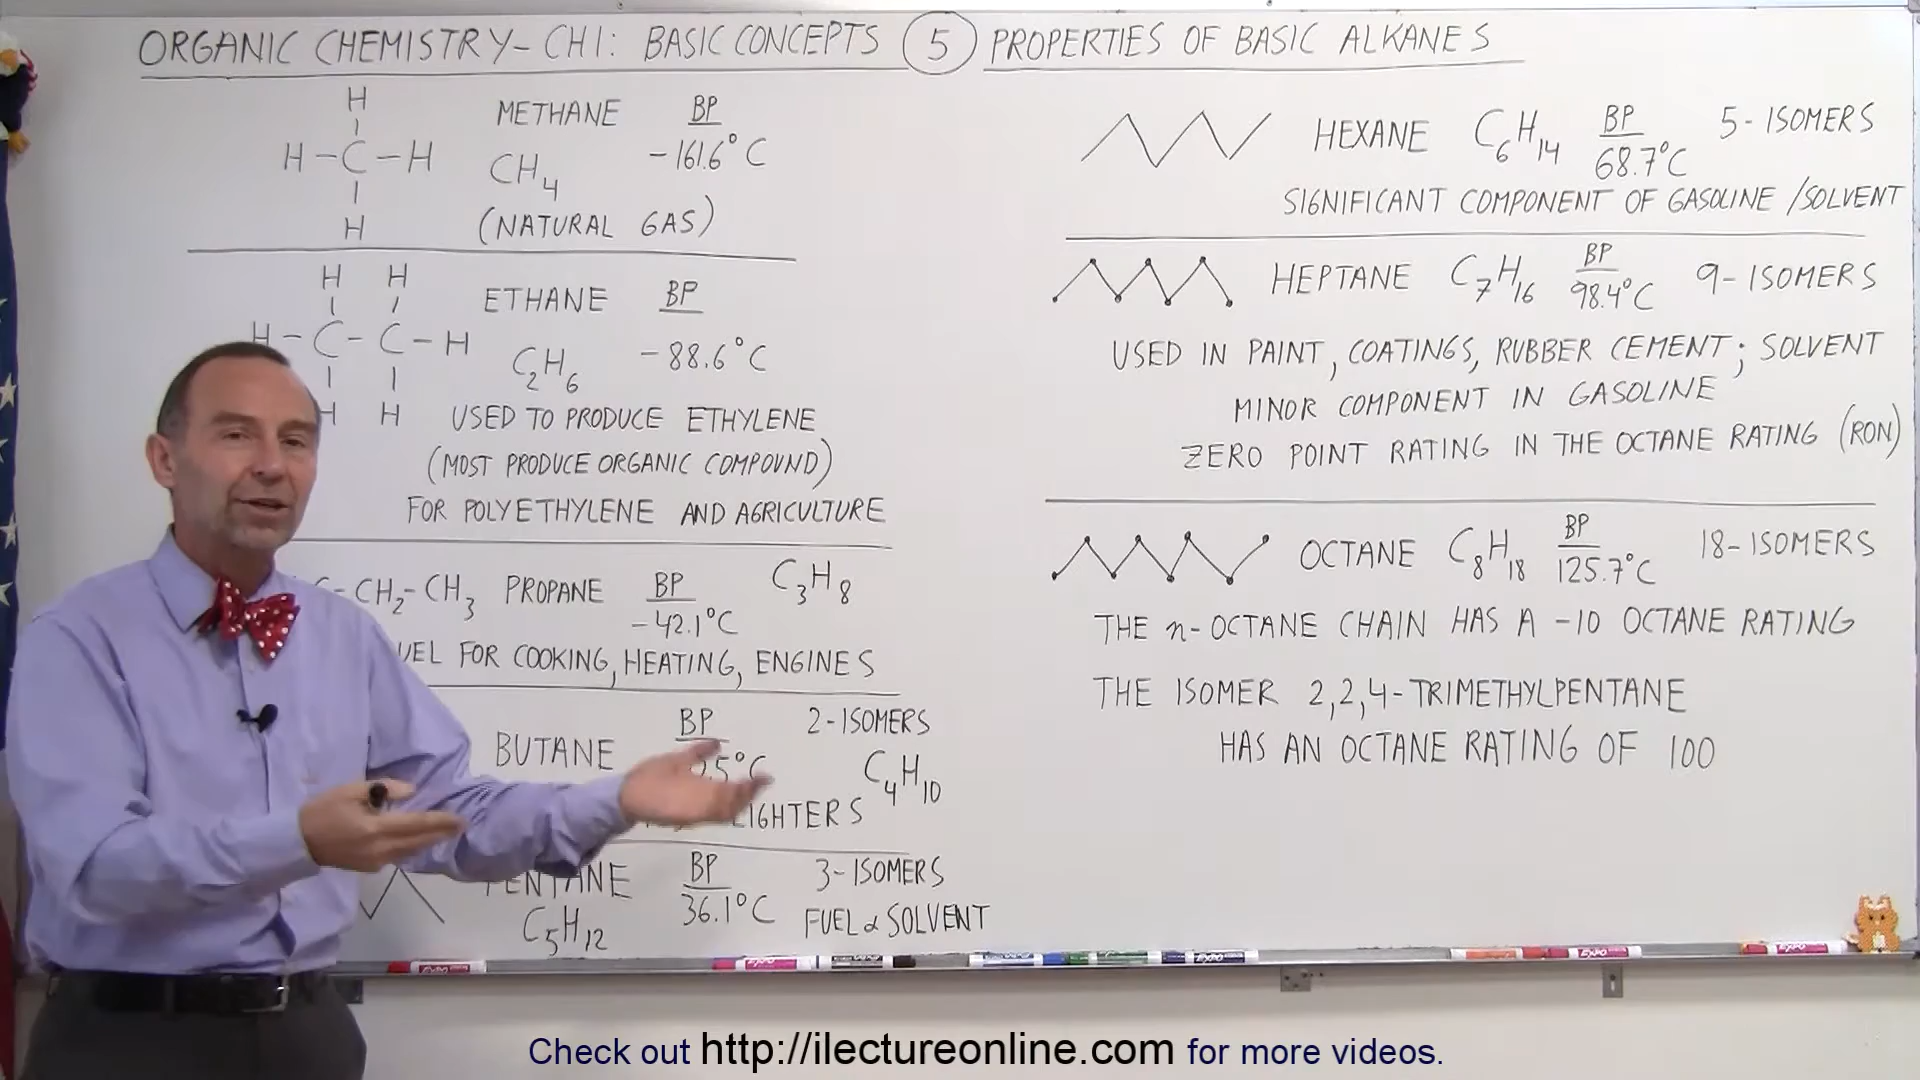 ORGANIC CHEMISTRY - CH1: BASIC CONCEPTS 5 PROPERTIES OF BASIC ALKANES
H
H - C - H
H
METHANE BP
CH4 -161.6°C
(NATURAL GAS)
H H
H - C - C - H
H H
ETHANE BP
C2H6 -88.6°C
USED TO PRODUCE ETHYLENE
(MOST PRODUCE ORGANIC COMPOUND)
FOR POLYETHYLENE AND AGRICULTURE
-CH2-CH3 PROPANE BP C3H8
-42.1°C
FOR COOKING, HEATING, ENGINES
BUTANE BP 2-ISOMERS
C4H10
LIGHTERS
PENTANE BP 3-ISOMERS
C5H12 36.1°C FUEL & SOLVENT
HEXANE C6H14 BP 5-ISOMERS
68.7°C
SIGNIFICANT COMPONENT OF GASOLINE /SOLVENT
HEPTANE C7H16 BP 9-ISOMERS
98.4°C
USED IN PAINT, COATINGS, RUBBER CEMENT; SOLVENT
MINOR COMPONENT IN GASOLINE
ZERO POINT RATING IN THE OCTANE RATING (RON)
OCTANE C8H18 BP 18-ISOMERS
125.7°C
THE n-OCTANE CHAIN HAS A -10 OCTANE RATING
THE ISOMER 2,2,4-TRIMETHYLPENTANE
HAS AN OCTANE RATING OF 100
EXPO
Check out http://ilectureonline.com for more videos.